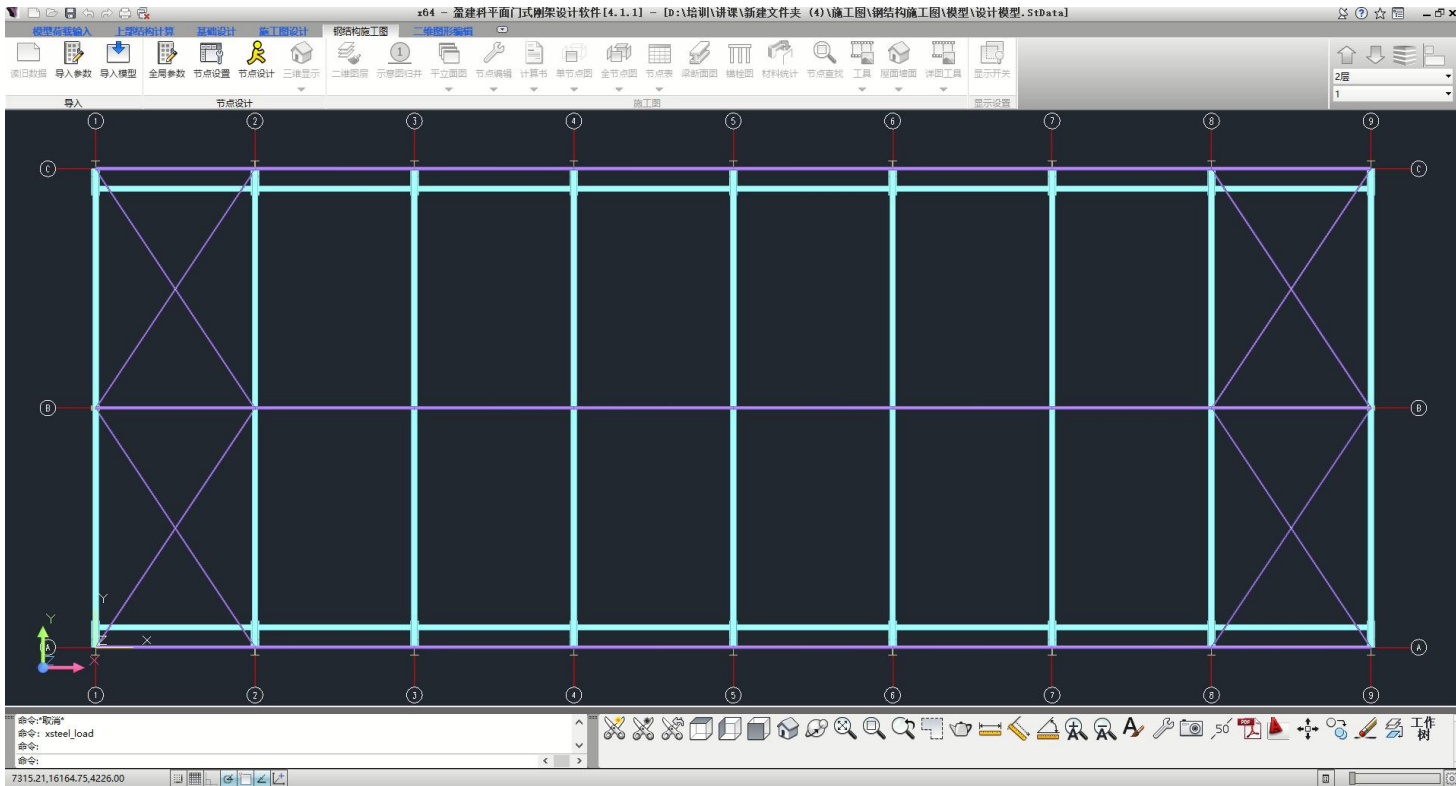 x64 - 盈建科平面门式刚架设计软件[4.1.1] - [D:\培训\讲课\新建文件夹 (4)\施工图\钢结构施工图\模型\设计模型.StData]
模型荷载输入 上部结构计算 基础设计 施工图设计 钢结构施工图 二维图形编辑
读旧数据 导入参数 导入模型 全局参数 节点设置 节点设计 三维显示 二维图层 示意图归并 平立面图 节点编辑 计算书 单节点图 全节点图 节点表 梁断面图 锚栓图 材料统计 节点查找 工具 屋面墙面 详图工具 显示开关
2层
1
导入 节点设计 施工图 显示设置
1 2 3 4 5 6 7 8 9
C C
B B
Y
Y
Z X
A A
Z X
1 2 3 4 5 6 7 8 9
命令:*取消*
命令: xsteel_load
命令:
命令:
50 PDF 工作树
7315.21,16164.75,4226.00